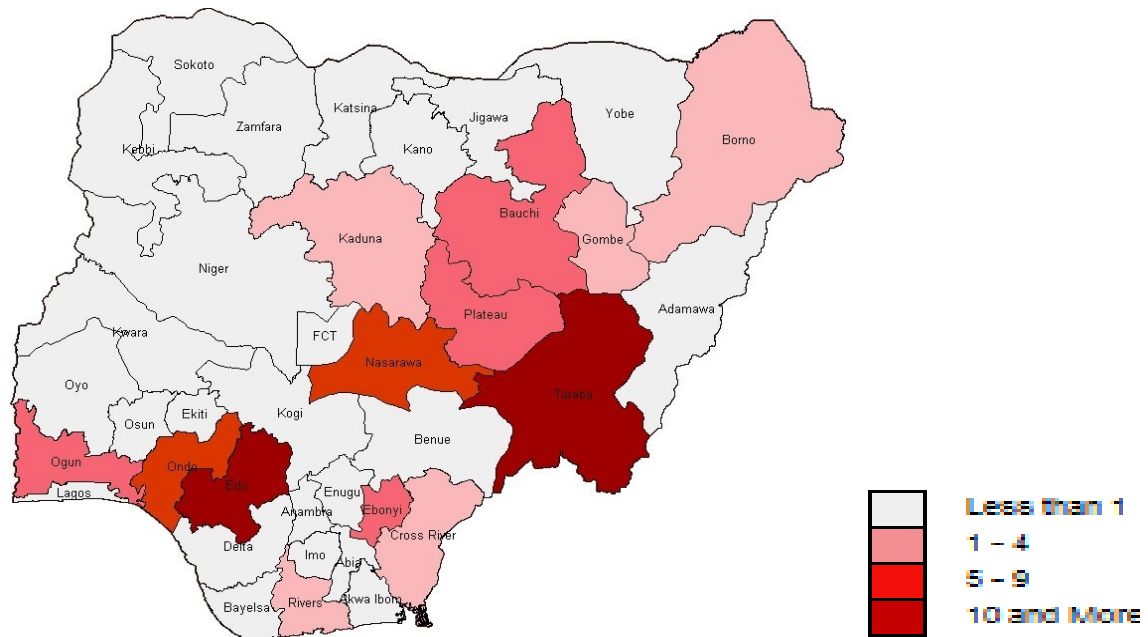 Sokoto
Katsina
Yobe
Jigawa
Zamfara
Borno
Kano
Kebbi
Bauchi
Kaduna
Gombe
Niger
Adamawa
Plateau
Kwara
FCT
Nasarawa
Oyo
Taraba
Ekiti
Kogi
Osun
Benue
Ogun
Ondo
Edo
Lagos
Enugu
Anambra
Ebonyi
Cross River
Delta
Imo
Abia
Bayelsa
Rivers
Akwa Ibom
Less than 1
1 – 4
5 – 9
10 and More